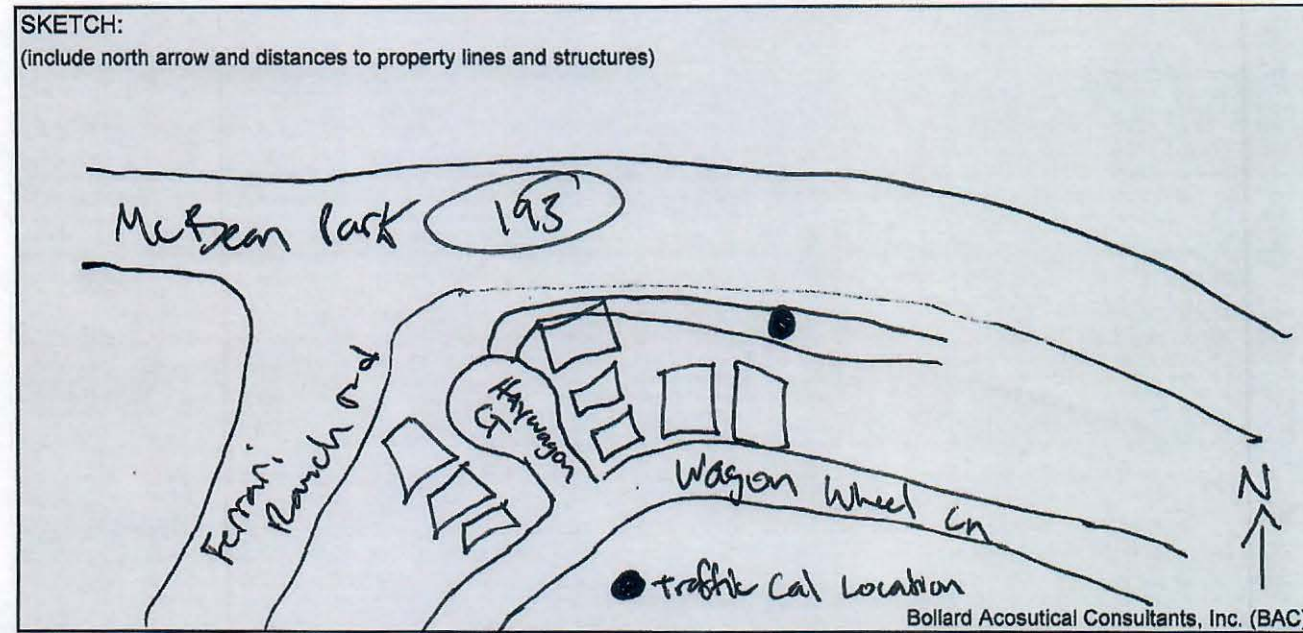 SKETCH:
(include north arrow and distances to property lines and structures)
McBean Park 193
Ferrari
Ranch road
Haywagon
CT
Wagon Wheel Ln
N
traffic Cal Location
Bollard Acosutical Consultants, Inc. (BAC)